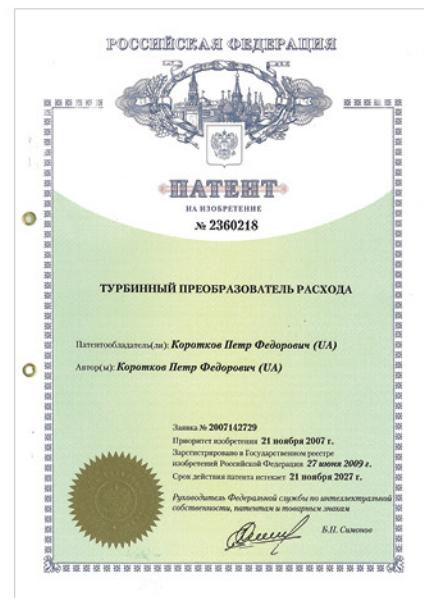 РОССИЙСКАЯ ФЕДЕРАЦИЯ
ПАТЕНТ
НА ИЗОБРЕТЕНИЕ
№ 2360218
ТУРБИННЫЙ ПРЕОБРАЗОВАТЕЛЬ РАСХОДА
Патентообладатель(ли): Коротков Петр Федорович (UA)
Автор(ы): Коротков Петр Федорович (UA)
Заявка № 2007142729
Приоритет изобретения 21 ноября 2007 г.
Зарегистрировано в Государственном реестре
изобретений Российской Федерации 27 июня 2009 г.
Срок действия патента истекает 21 ноября 2027 г.
Руководитель Федеральной службы по интеллектуальной
собственности, патентам и товарным знакам
Б.П. Симонов